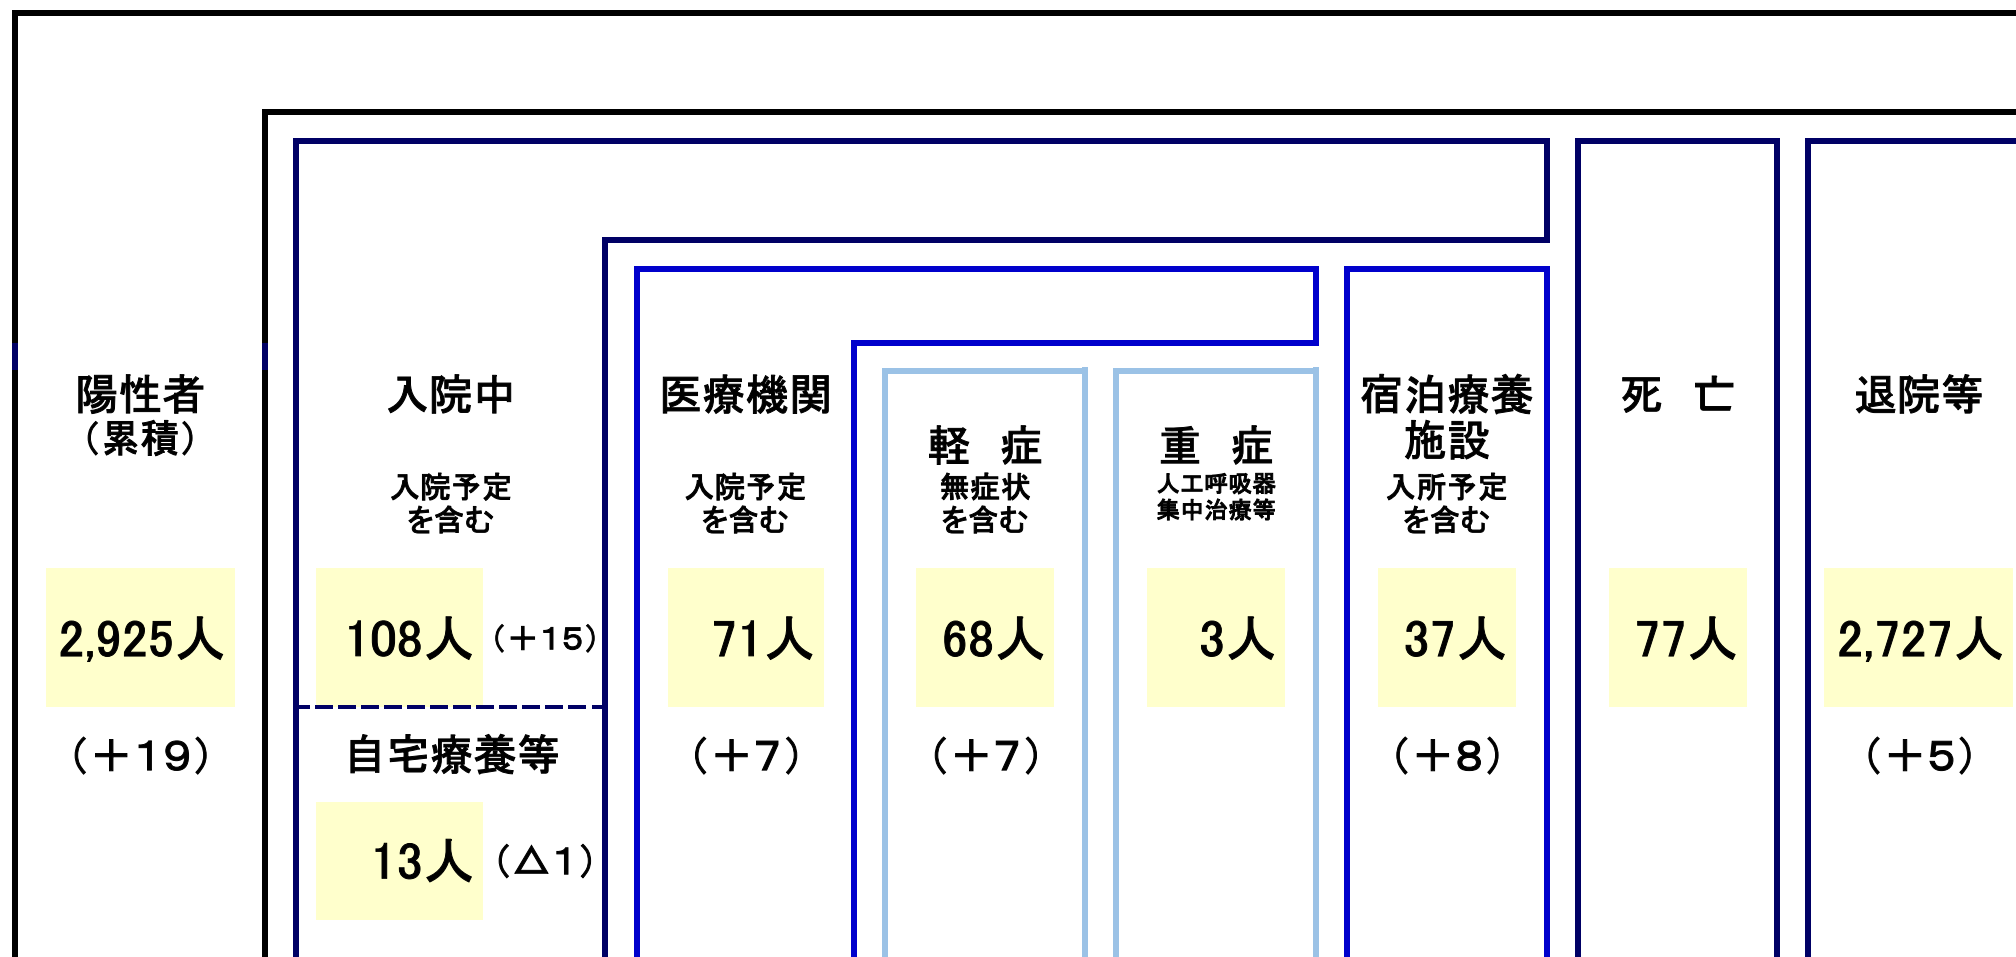 陽性者
（累積）
2,925人
（＋19）
入院中
入院予定
を含む
108人（＋15）
自宅療養等
13人（△1）
医療機関
入院予定
を含む
71人
（＋7）
軽　症
無症状
を含む
68人
（＋7）
重　症
人工呼吸器
集中治療等
3人
宿泊療養
施設
入所予定
を含む
37人
（＋8）
死　亡
77人
退院等
2,727人
（＋5）